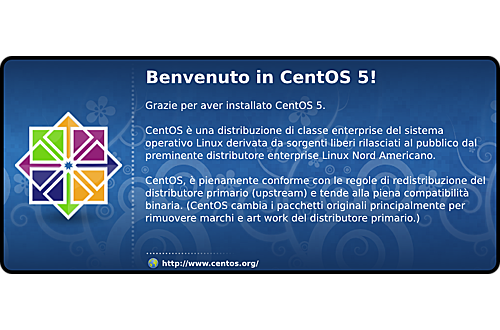 Benvenuto in CentOS 5!
Grazie per aver installato CentOS 5.
CentOS è una distribuzione di classe enterprise del sistema
operativo Linux derivata da sorgenti liberi rilasciati al pubblico dal
preminente distributore enterprise Linux Nord Americano.
CentOS, è pienamente conforme con le regole di redistribuzione del
distributore primario (upstream) e tende alla piena compatibilità
binaria. (CentOS cambia i pacchetti originali principalmente per
rimuovere marchi e art work del distributore primario.)
http://www.centos.org/